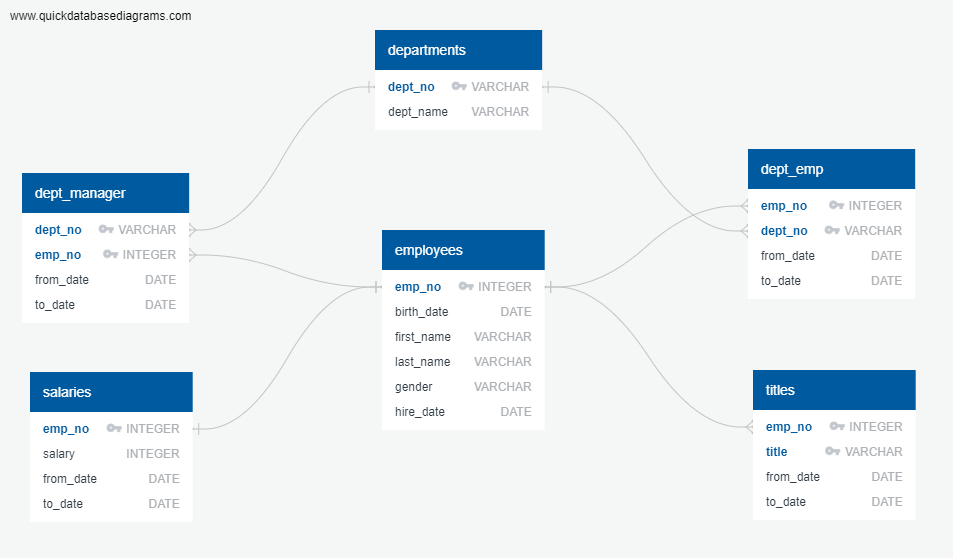 www.quickdatabasediagrams.com
departments
dept_no VARCHAR
dept_name VARCHAR
dept_manager
dept_no VARCHAR
emp_no INTEGER
from_date DATE
to_date DATE
dept_emp
emp_no INTEGER
dept_no VARCHAR
from_date DATE
to_date DATE
employees
emp_no INTEGER
birth_date DATE
first_name VARCHAR
last_name VARCHAR
gender VARCHAR
hire_date DATE
salaries
emp_no INTEGER
salary INTEGER
from_date DATE
to_date DATE
titles
emp_no INTEGER
title VARCHAR
from_date DATE
to_date DATE